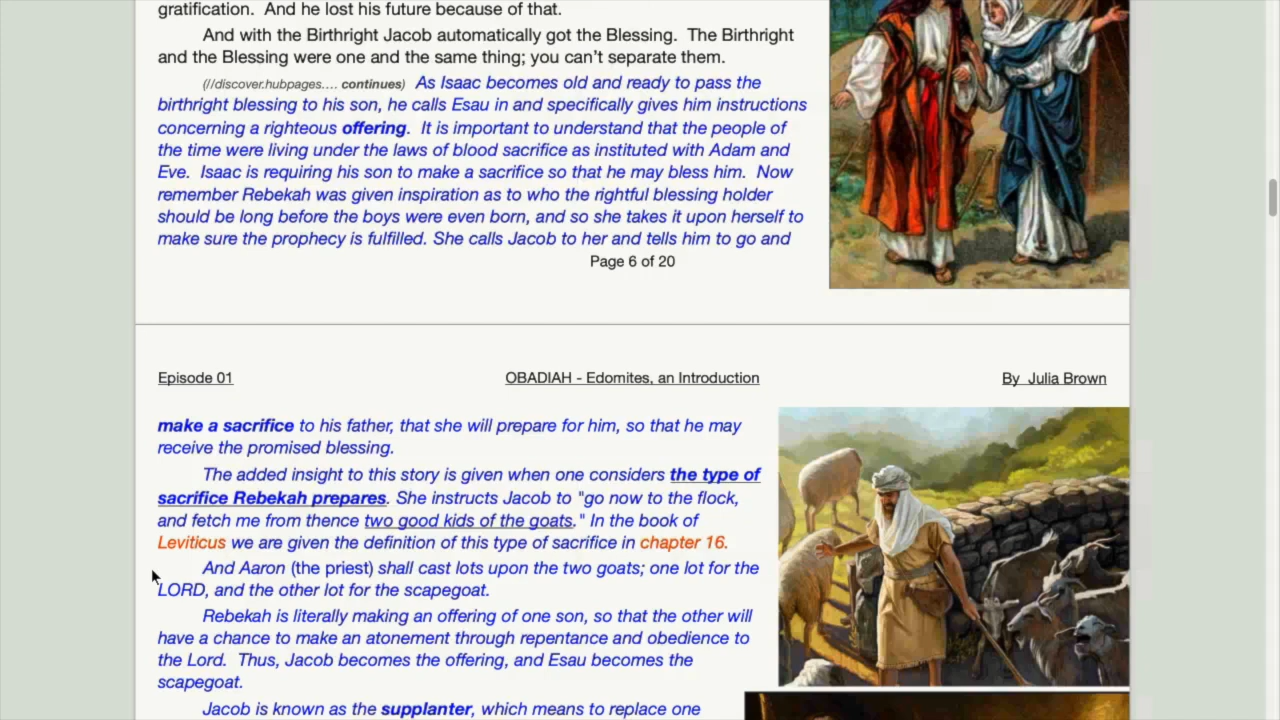 gratification.  And he lost his future because of that.
And with the Birthright Jacob automatically got the Blessing.  The Birthright
and the Blessing were one and the same thing; you can’t separate them.
(//discover.hubpages.... continues)  As Isaac becomes old and ready to pass the
birthright blessing to his son, he calls Esau in and specifically gives him instructions
concerning a righteous offering.  It is important to understand that the people of
the time were living under the laws of blood sacrifice as instituted with Adam and
Eve.  Isaac is requiring his son to make a sacrifice so that he may bless him.  Now
remember Rebekah was given inspiration as to who the rightful blessing holder
should be long before the boys were even born, and so she takes it upon herself to
make sure the prophecy is fulfilled. She calls Jacob to her and tells him to go and
Page 6 of 20
Episode 01 OBADIAH - Edomites, an Introduction By  Julia Brown
make a sacrifice to his father, that she will prepare for him, so that he may
receive the promised blessing.
The added insight to this story is given when one considers the type of
sacrifice Rebekah prepares. She instructs Jacob to "go now to the flock,
and fetch me from thence two good kids of the goats." In the book of
Leviticus we are given the definition of this type of sacrifice in chapter 16.
And Aaron (the priest) shall cast lots upon the two goats; one lot for the
LORD, and the other lot for the scapegoat.
Rebekah is literally making an offering of one son, so that the other will
have a chance to make an atonement through repentance and obedience to
the Lord.  Thus, Jacob becomes the offering, and Esau becomes the
scapegoat.
Jacob is known as the supplanter, which means to replace one